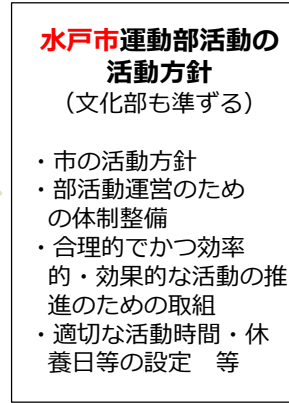 水戸市運動部活動の
活動方針
（文化部も準ずる）
・市の活動方針
・部活動運営のため
の体制整備
・合理的でかつ効率
的・効果的な活動の推
進のための取組
・適切な活動時間・休
養日等の設定　等